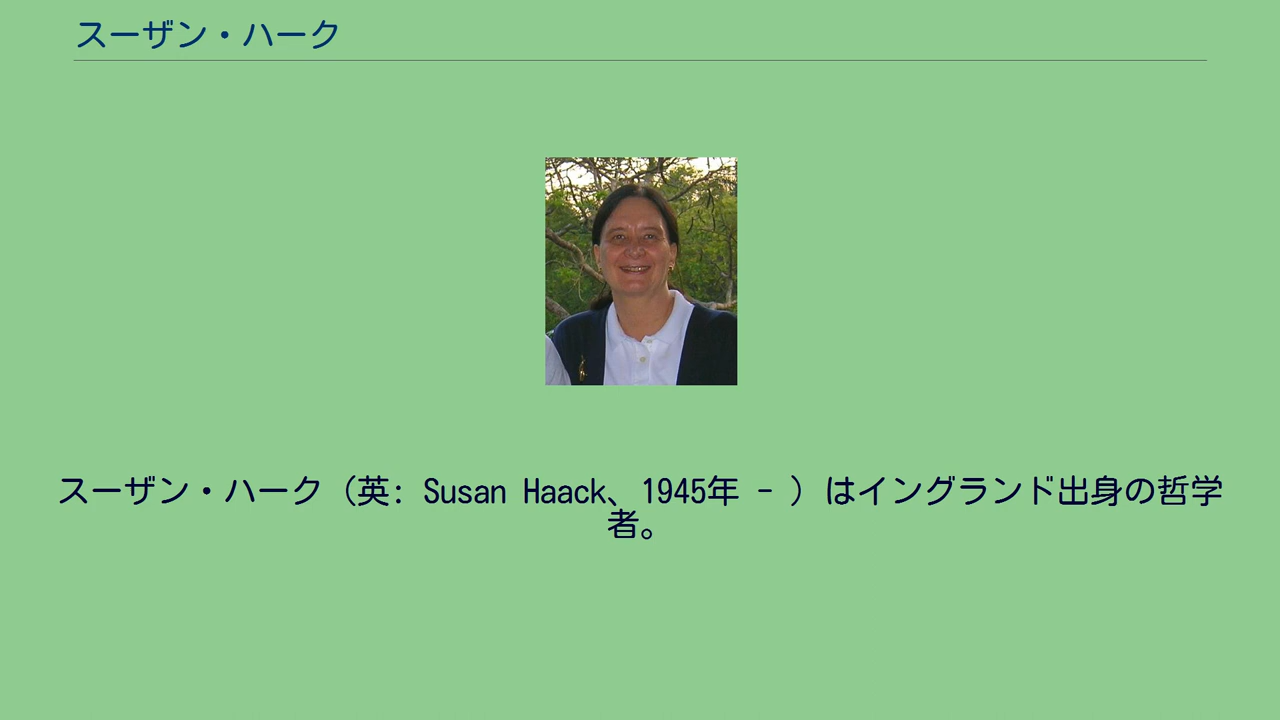 スーザン・ハーク
スーザン・ハーク（英: Susan Haack、1945年 - ）はイングランド出身の哲学
者。